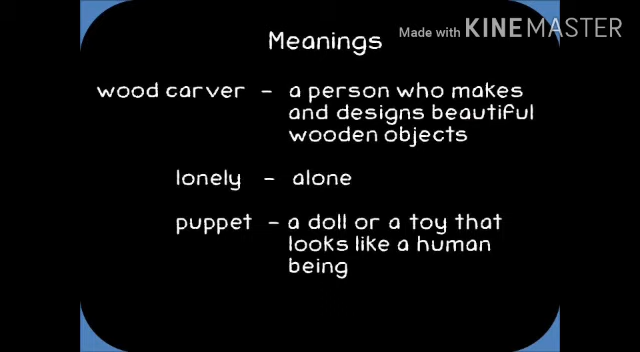 Meanings
Made with KINEMASTER
wood carver - a person who makes
and designs beautiful
wooden objects
lonely - alone
puppet - a doll or a toy that
looks like a human
being